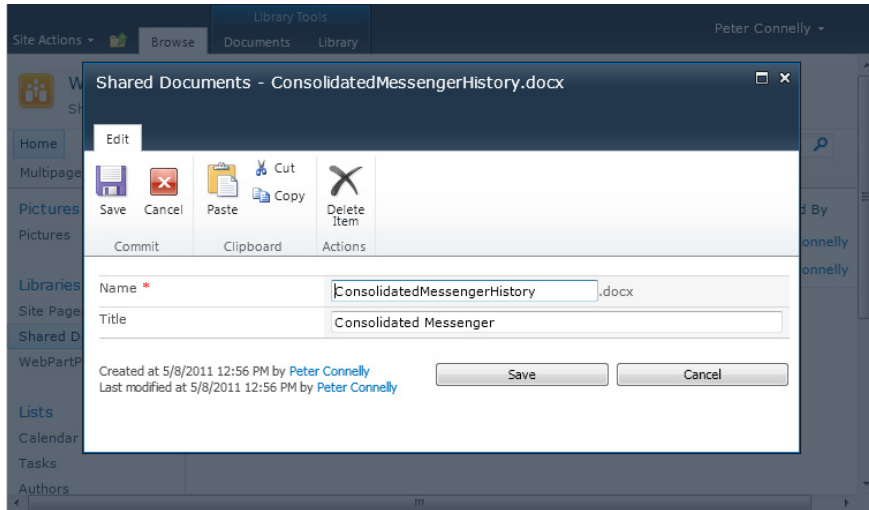 Library Tools
Peter Connelly
Site Actions Browse Documents Library
Shared Documents - ConsolidatedMessengerHistory.docx
W
Sh
Home
Multipage
Edit
Save Cancel Paste Cut
Copy
Delete
Item
Commit Clipboard Actions
Pictures
Pictures
Libraries
Site Page
Shared D
WebPartP
Lists
Calendar
Tasks
Authors
d By
onnelly
onnelly
Name * ConsolidatedMessengerHistory .docx
Title Consolidated Messenger
Created at 5/8/2011 12:56 PM by Peter Connelly
Last modified at 5/8/2011 12:56 PM by Peter Connelly
Save Cancel